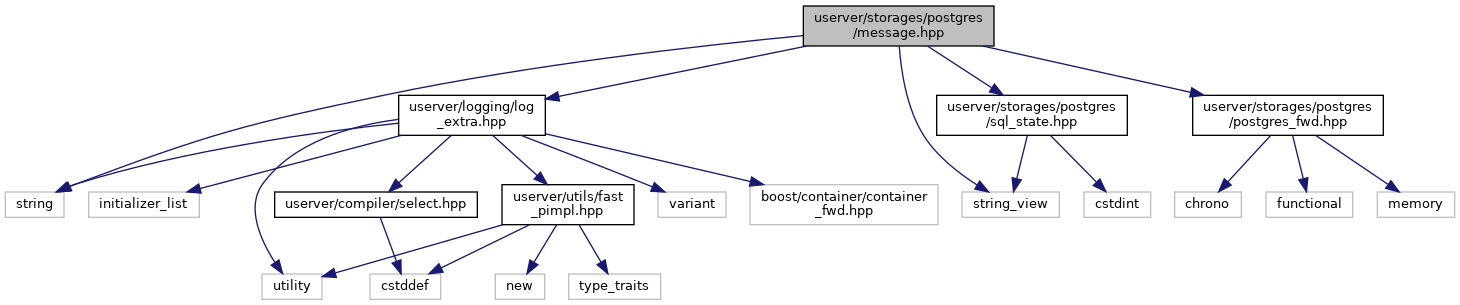 userver/storages/postgres
/message.hpp
userver/logging/log
_extra.hpp
userver/storages/postgres
/sql_state.hpp
userver/storages/postgres
/postgres_fwd.hpp
string
initializer_list
userver/compiler/select.hpp
userver/utils/fast
_pimpl.hpp
variant
boost/container/container
_fwd.hpp
string_view
cstdint
chrono
functional
memory
utility
cstddef
new
type_traits